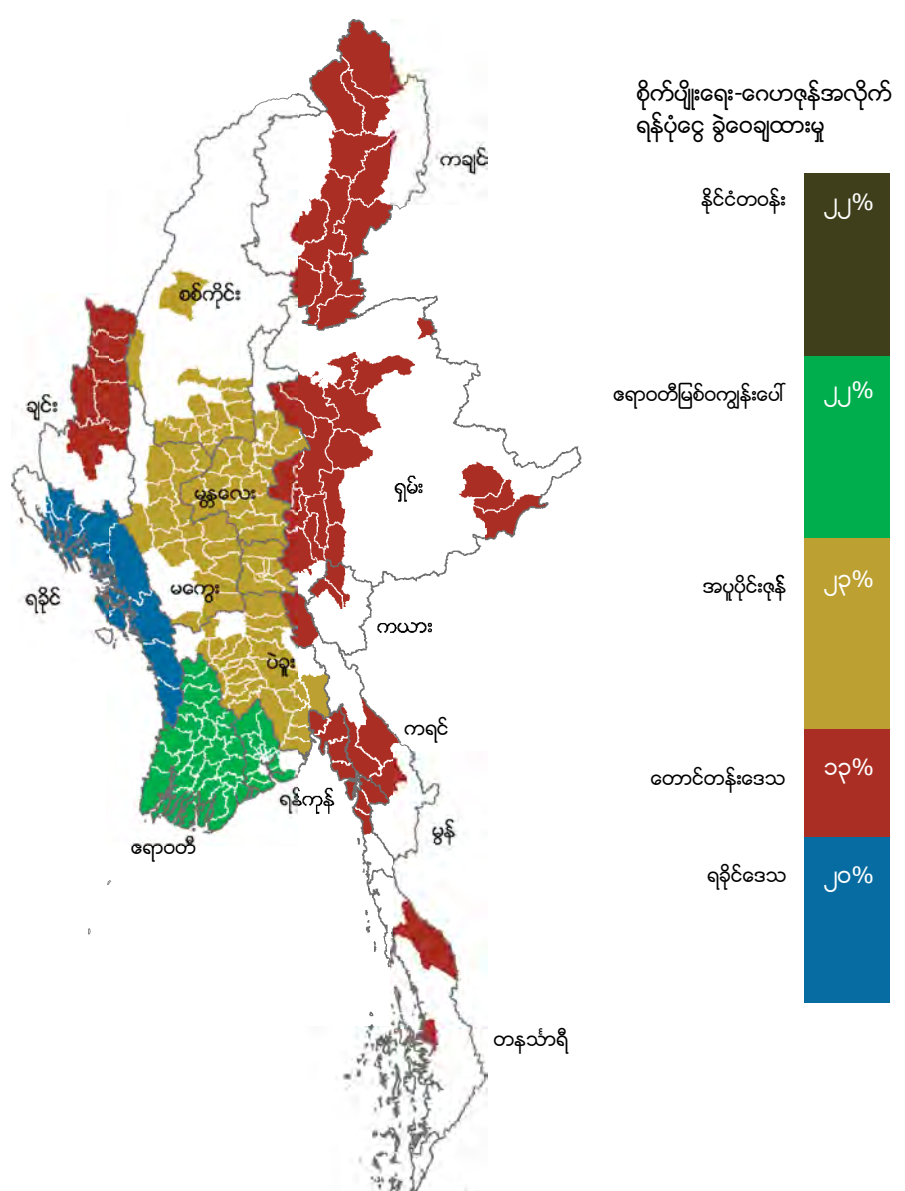 စိုက်ပျိုးရေး-ဂေဟဇုန်အလိုက်
ရန်ပုံငွေ ခွဲဝေချထားမှု
နိုင်ငံတဝန်း ၂၂%
ဧရာဝတီမြစ်ဝကျွန်းပေါ် ၂၂%
အပူပိုင်းဇုန် ၂၃%
တောင်တန်းဒေသ ၁၃%
ရခိုင်ဒေသ ၂၀%
ကချင်
စစ်ကိုင်း
ချင်း
မန္တလေး
ရှမ်း
ရခိုင်
မကွေး
ကယား
ပဲခူး
ကရင်
ရန်ကုန်
မွန်
ဧရာဝတီ
တနင်္သာရီ